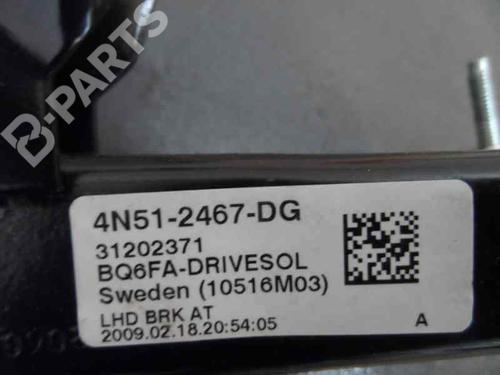 B-PARTS
4N51-2467-DG
31202371
BQ6FA-DRIVESOL
Sweden (10516M03)
LHD BRK AT
2009.02.18.20:54:05 A